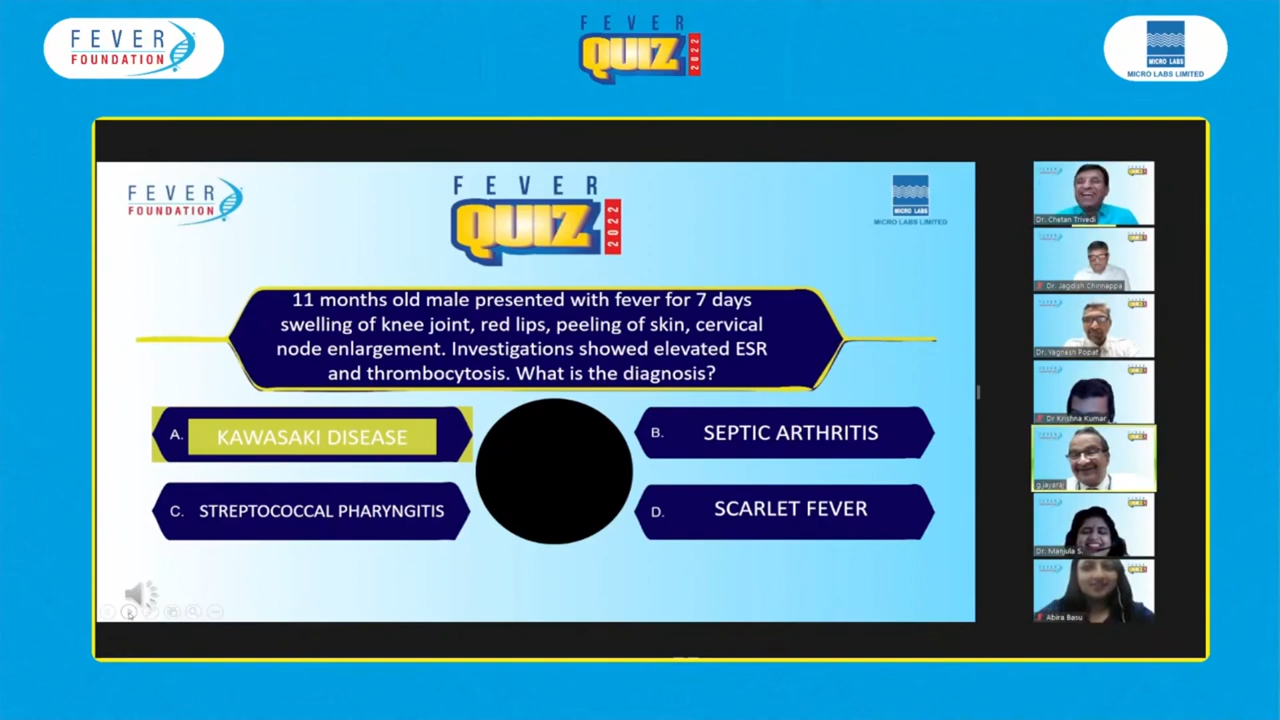 FEVER
FOUNDATION
FEVER
QUIZ
2022
MICRO LABS
MICRO LABS LIMITED
FEVER
FOUNDATION
FEVER
QUIZ
2022
MICRO LABS
MICRO LABS LIMITED
11 months old male presented with fever for 7 days
swelling of knee joint, red lips, peeling of skin, cervical
node enlargement. Investigations showed elevated ESR
and thrombocytosis. What is the diagnosis?
A. KAWASAKI DISEASE
B. SEPTIC ARTHRITIS
C. STREPTOCOCCAL PHARYNGITIS
D. SCARLET FEVER
Dr. Chetan Trivedi
Dr. Jagdish Chinnappa
Dr. Yagnesh Popat
Dr Krishna Kumar
g jayaraj
Dr. Manjula S.
Abira Basu